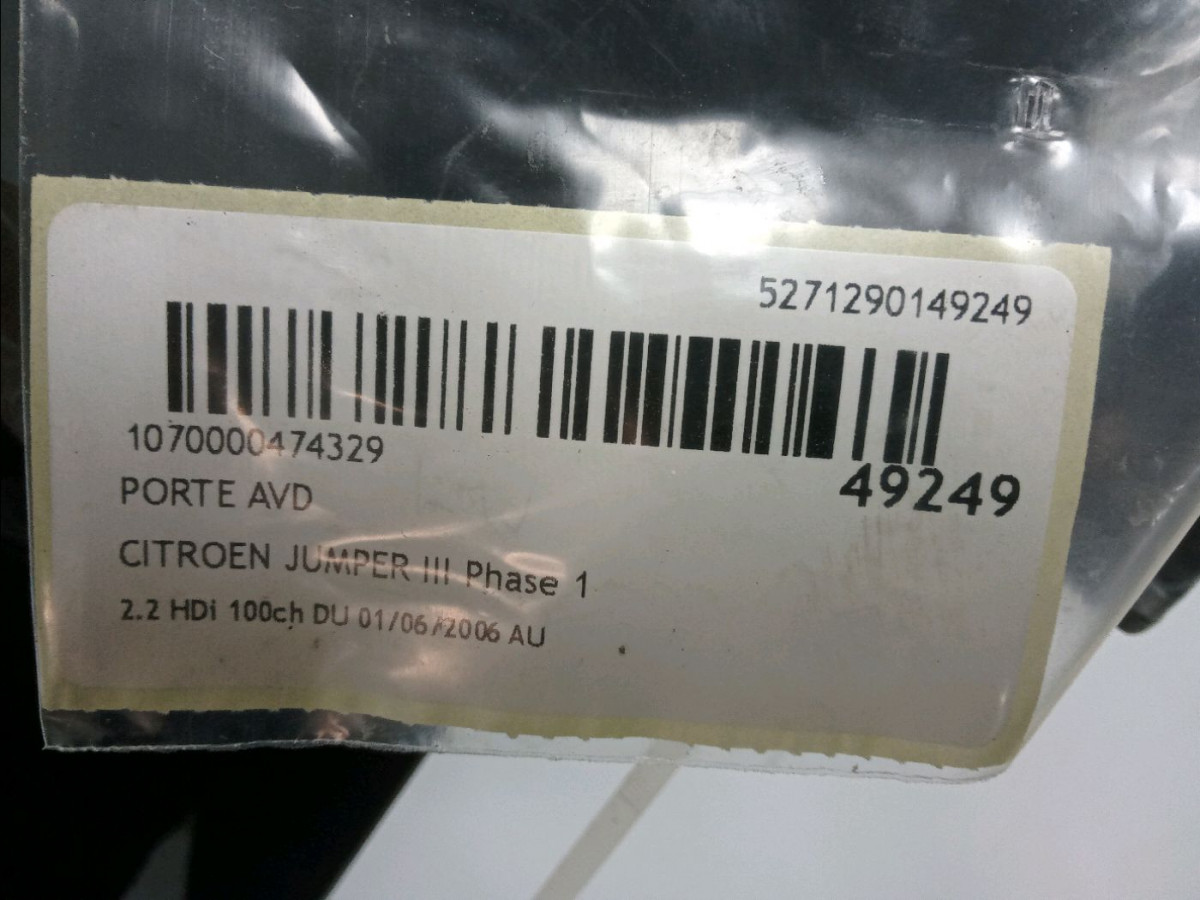 5271290149249
1070000474329
49249
PORTE AVD
CITROEN JUMPER III Phase 1
2.2 HDi 100ch DU 01/06/2006 AU